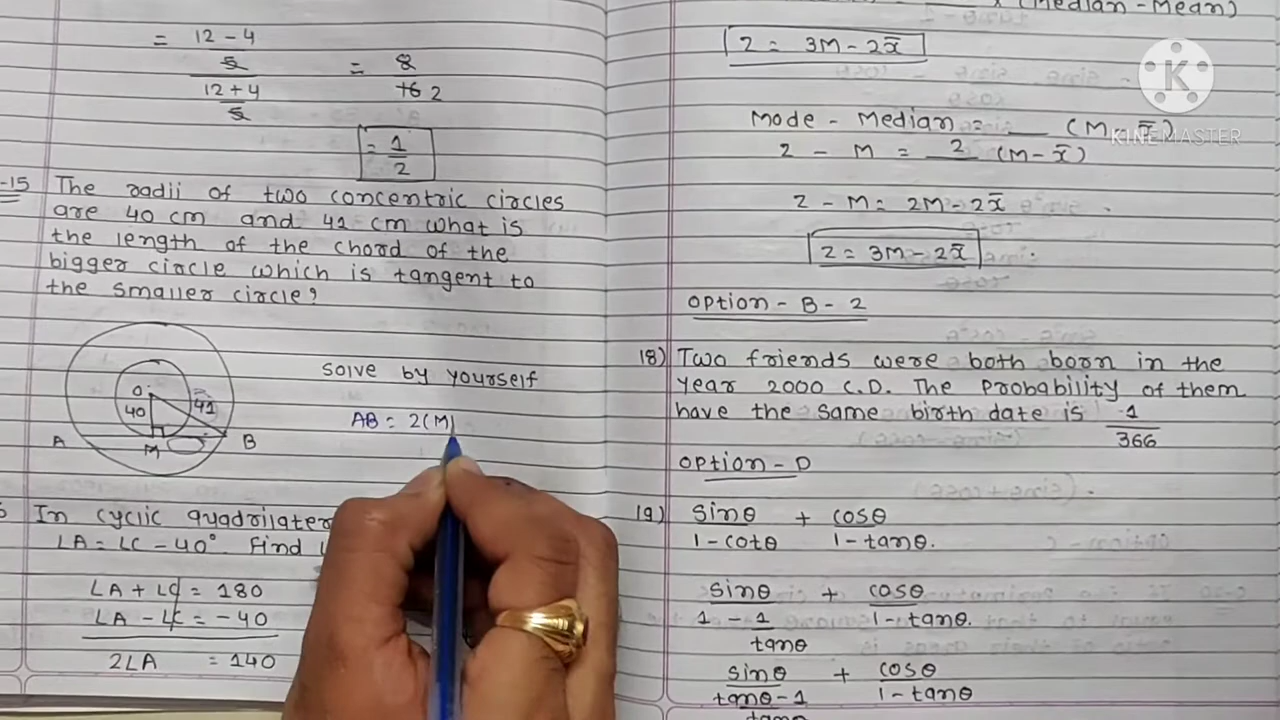 = 12 - 4
5
12 + 4
5
= 8
16 2
= 1
2
-15 The radii of two concentric circles
are 40 cm and 41 cm what is
the length of the chord of the
bigger circle which is tangent to
the smaller circle?
O
40
41
A
M
B
Solve by yourself
AB = 2(M
In cyclic quadrilater
∠A = ∠C - 40°. Find
∠A + ∠C = 180
∠A - ∠C = -40
2∠A = 140
(Median - Mean)
Z = 3M - 2x̄
Mode - Median = __ (M - x̄)
Z - M = 2 (M - x̄)
Z - M = 2M - 2x̄
Z = 3M - 2x̄
Option - B - 2
18) Two friends were both born in the
year 2000 C.D. The Probability of them
have the same birth date is 1
366
Option - D
19) sinθ + cosθ
1 - cotθ 1 - tanθ.
sinθ + cosθ
1 - 1 1 - tanθ.
tanθ
sinθ + cosθ
tanθ - 1 1 - tanθ
tanθ
K
KINEMASTER